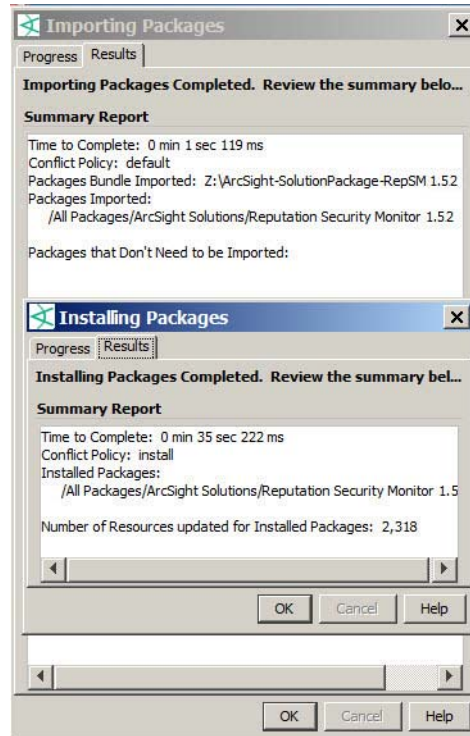 Importing Packages
Progress Results
Importing Packages Completed. Review the summary belo...
Summary Report
Time to Complete: 0 min 1 sec 119 ms
Conflict Policy: default
Packages Bundle Imported: Z:\ArcSight-SolutionPackage-RepSM 1.52
Packages Imported:
/All Packages/ArcSight Solutions/Reputation Security Monitor 1.52
Packages that Don't Need to be Imported:
Installing Packages
Progress Results
Installing Packages Completed. Review the summary bel...
Summary Report
Time to Complete: 0 min 35 sec 222 ms
Conflict Policy: install
Installed Packages:
/All Packages/ArcSight Solutions/Reputation Security Monitor 1.5
Number of Resources updated for Installed Packages: 2,318
OK Cancel Help
OK Cancel Help